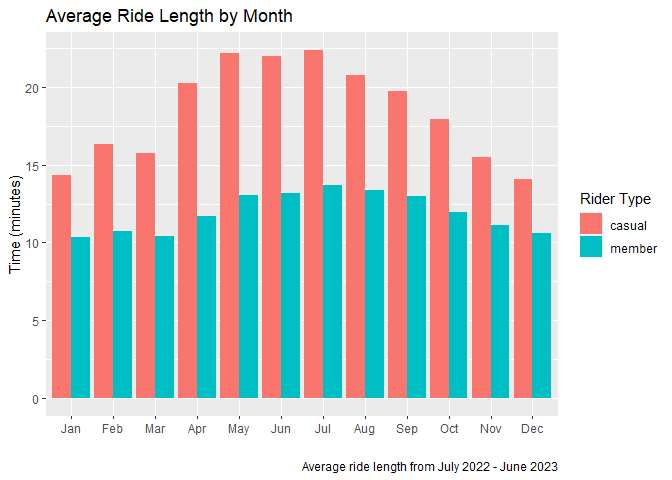 Average Ride Length by Month
Time (minutes)
20
15
10
5
0
Jan Feb Mar Apr May Jun Jul Aug Sep Oct Nov Dec
Rider Type
casual
member
Average ride length from July 2022 - June 2023